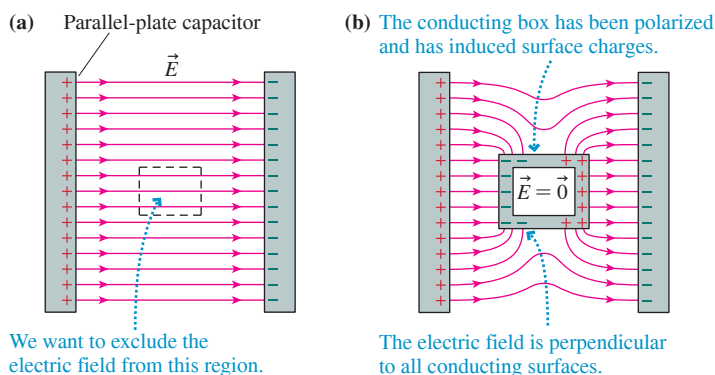 (a) Parallel-plate capacitor
E⃗
We want to exclude the
electric field from this region.
(b) The conducting box has been polarized
and has induced surface charges.
E⃗ = 0⃗
The electric field is perpendicular
to all conducting surfaces.